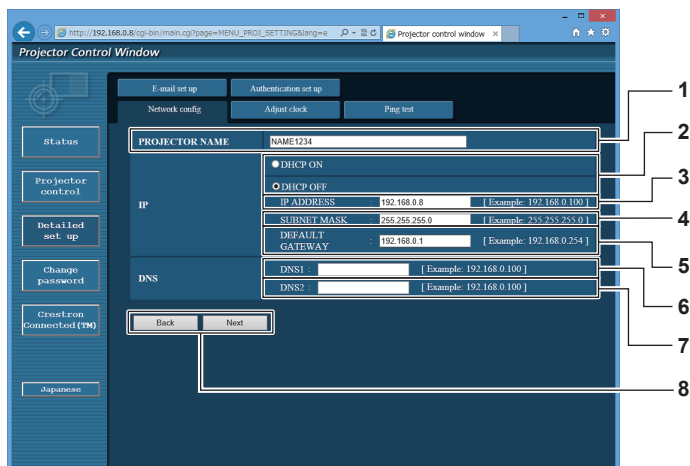 http://192.168.0.8/cgi-bin/main.cgi?page=MENU_PROJ_SETTING&lang=e
Projector control window ×
Projector Control Window
E-mail set up Authentication set up
Network config Adjust clock Ping test
1
Status
PROJECTOR NAME NAME1234
2
DHCP ON
Projector
control
DHCP OFF
3
IP
IP ADDRESS : 192.168.0.8 [ Example: 192.168.0.100 ]
SUBNET MASK : 255.255.255.0 [ Example: 255.255.255.0 ]
4
Detailed
set up
DEFAULT
GATEWAY : 192.168.0.1 [ Example: 192.168.0.254 ]
5
Change
password
DNS
DNS1 : [ Example: 192.168.0.100 ]
6
DNS2 : [ Example: 192.168.0.100 ]
7
Crestron
Connected(TM)
Back Next
8
Japanese